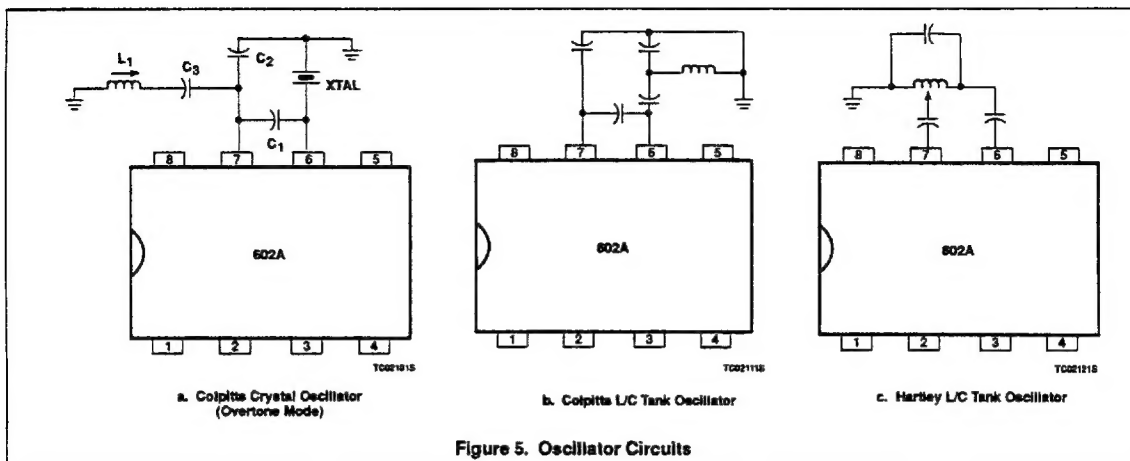 L1
C3
C2
XTAL
C1
8 7 6 5
602A
1 2 3 4
TC02101S
a. Colpitts Crystal Oscillator
(Overtone Mode)
8 7 6 5
602A
1 2 3 4
TC02111S
b. Colpitts L/C Tank Oscillator
8 7 6 5
602A
1 2 3 4
TC02121S
c. Hartley L/C Tank Oscillator
Figure 5. Oscillator Circuits